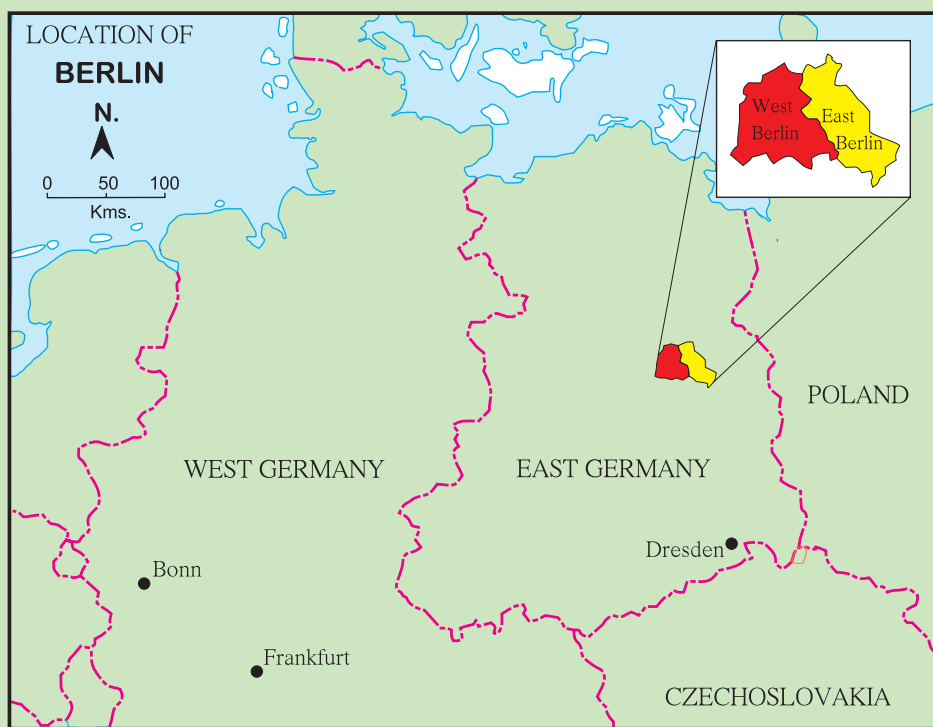 LOCATION OF
BERLIN
N.
0 50 100
Kms.
West
Berlin
East
Berlin
POLAND
WEST GERMANY
EAST GERMANY
Dresden
Bonn
Frankfurt
CZECHOSLOVAKIA